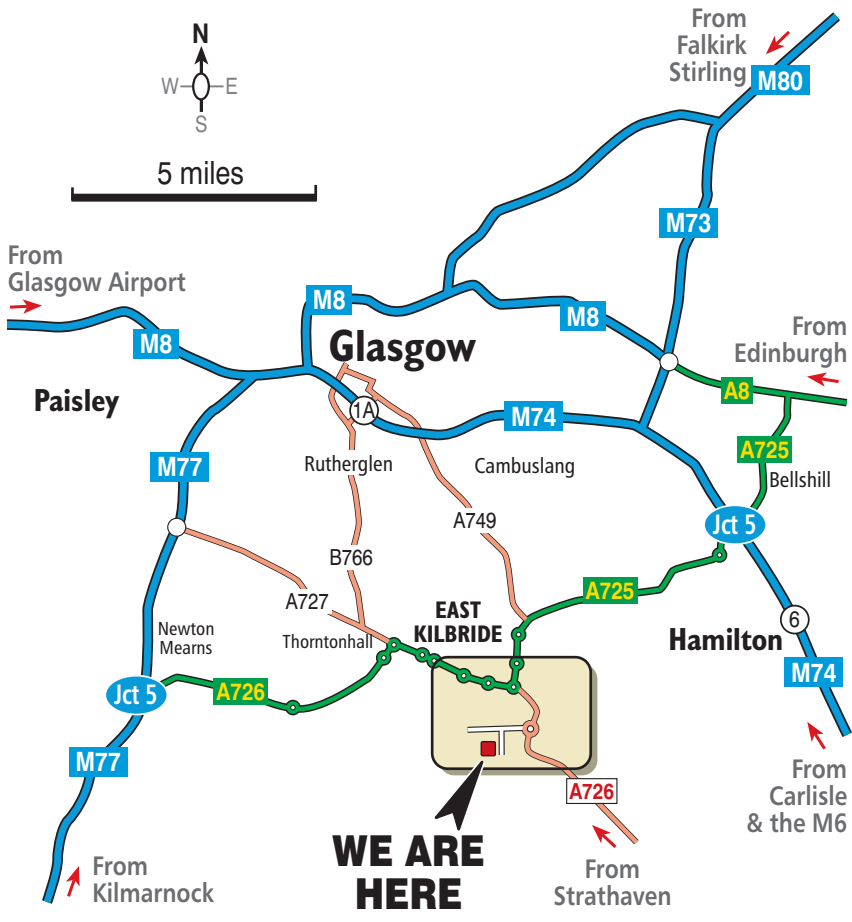 From
Falkirk
Stirling
M80
N
W
E
S
5 miles
M73
From
Glasgow Airport
M8
M8
M8
From
Edinburgh
Glasgow
A8
Paisley
1A
M74
A725
M77
Rutherglen
Cambuslang
Bellshill
A749
Jct 5
B766
A727
A725
EAST
KILBRIDE
Newton
Mearns
Thorntonhall
Hamilton
6
M74
Jct 5
A726
M77
A726
From
Carlisle
& the M6
WE ARE
HERE
From
Kilmarnock
From
Strathaven